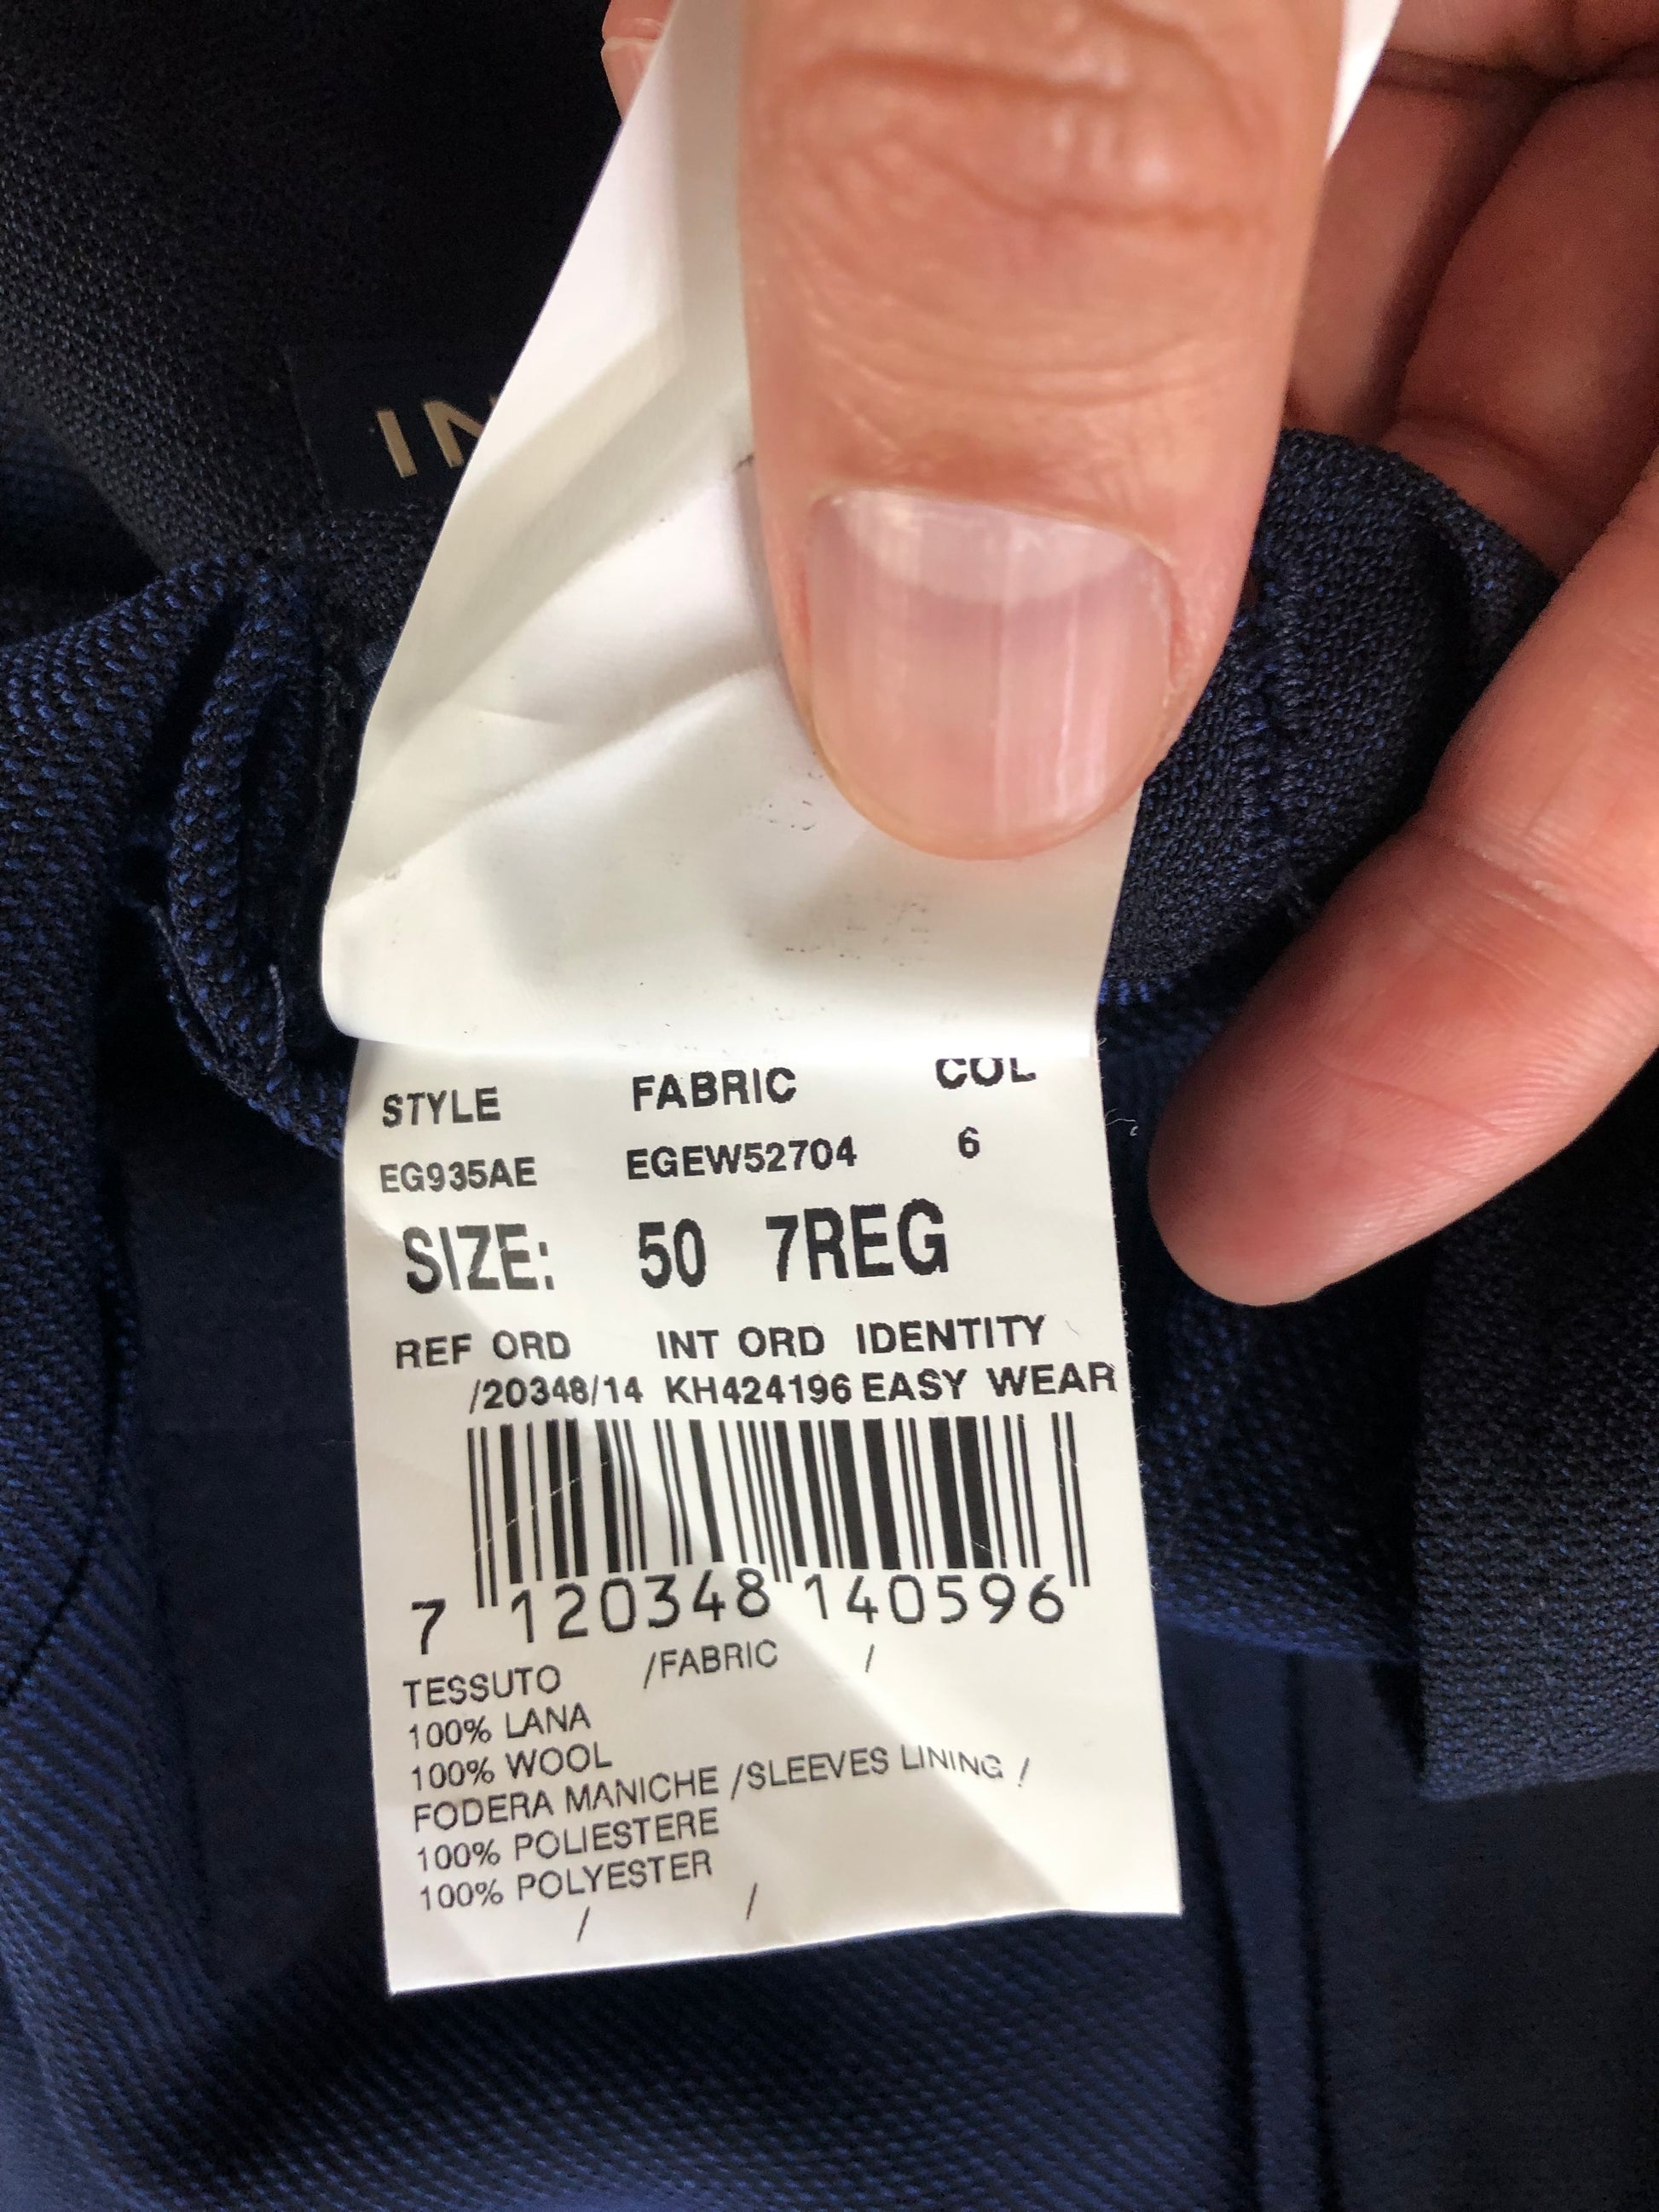 IN
STYLE FABRIC COL
EG935AE EGEW52704 6
SIZE: 50 7REG
REF ORD INT ORD IDENTITY
/20348/14 KH424196 EASY WEAR
7 120348 140596
TESSUTO /FABRIC /
100% LANA
100% WOOL
FODERA MANICHE /SLEEVES LINING /
100% POLIESTERE
100% POLYESTER
/ /